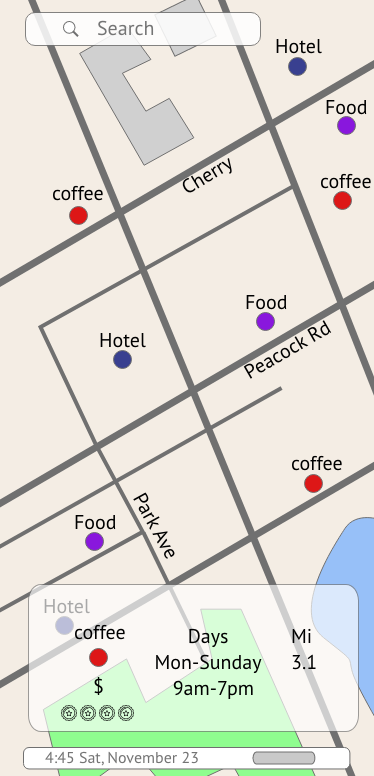 Search
Hotel
Food
coffee
Cherry
coffee
Food
Hotel
Peacock Rd
coffee
Park Ave
Food
Hotel
coffee
Days
Mi
Mon-Sunday
3.1
$
9am-7pm
4:45 Sat, November 23